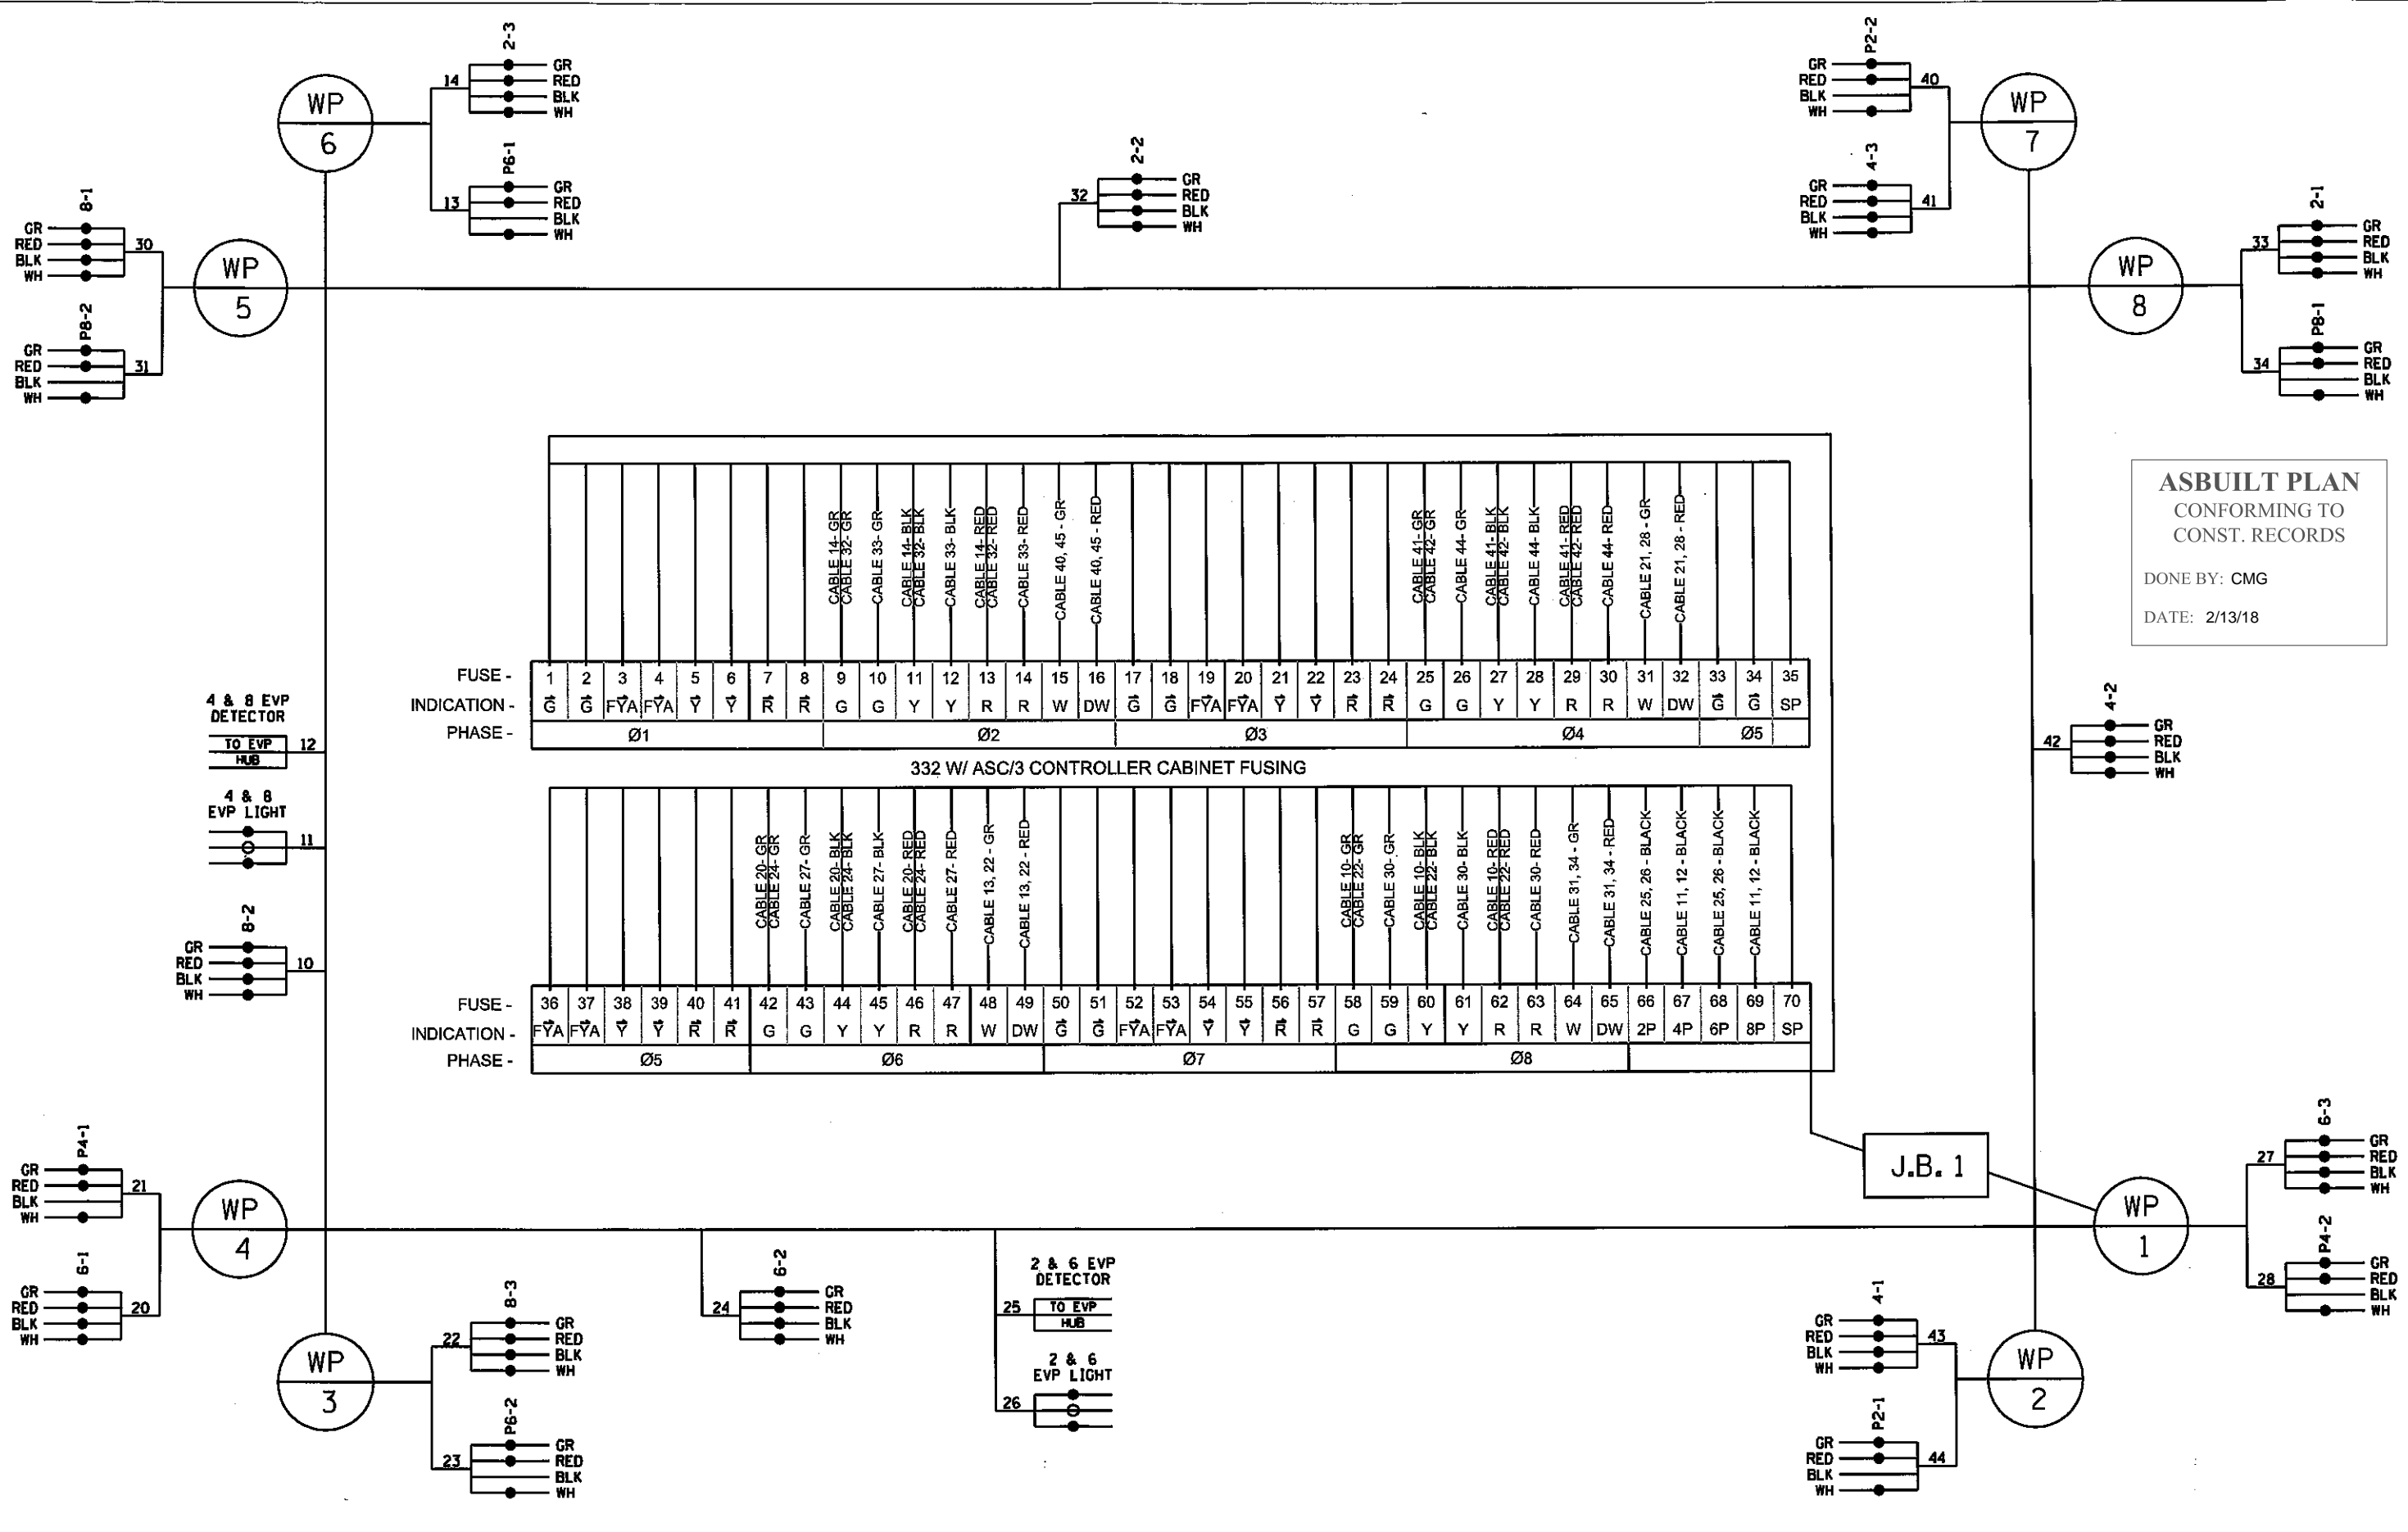 2-3
14
GR
RED
BLK
WH
WP
6
P6-1
13
GR
RED
BLK
WH
8-1
GR
RED
BLK
WH
30
WP
5
P8-2
GR
RED
BLK
WH
31
2-2
32
GR
RED
BLK
WH
P2-2
GR
RED
BLK
WH
40
WP
7
4-3
GR
RED
BLK
WH
41
2-1
33
GR
RED
BLK
WH
WP
8
P8-1
34
GR
RED
BLK
WH
ASBUILT PLAN
CONFORMING TO
CONST. RECORDS
DONE BY: CMG
DATE: 2/13/18
CABLE 14- GR
CABLE 32- GR
CABLE 33- GR
CABLE 14- BLK
CABLE 32- BLK
CABLE 33- BLK
CABLE 14- RED
CABLE 32- RED
CABLE 33- RED
CABLE 40, 45 - GR
CABLE 40, 45 - RED
CABLE 41- GR
CABLE 42- GR
CABLE 44- GR
CABLE 41- BLK
CABLE 42- BLK
CABLE 44- BLK
CABLE 41- RED
CABLE 42- RED
CABLE 44- RED
CABLE 21, 28 - GR
CABLE 21, 28 - RED
FUSE - 1 2 3 4 5 6 7 8 9 10 11 12 13 14 15 16 17 18 19 20 21 22 23 24 25 26 27 28 29 30 31 32 33 34 35
INDICATION - G G FYA FYA Y Y R R G G Y Y R R W DW G G FYA FYA Y Y R R G G Y Y R R W DW G G SP
PHASE - Ø1 Ø2 Ø3 Ø4 Ø5
332 W/ ASC/3 CONTROLLER CABINET FUSING
CABLE 20- GR
CABLE 24- GR
CABLE 27- GR
CABLE 20- BLK
CABLE 24- BLK
CABLE 27- BLK
CABLE 20- RED
CABLE 24- RED
CABLE 27- RED
CABLE 13, 22 - GR
CABLE 13, 22 - RED
CABLE 10- GR
CABLE 22- GR
CABLE 30- GR
CABLE 10- BLK
CABLE 22- BLK
CABLE 30- BLK
CABLE 10- RED
CABLE 22- RED
CABLE 30- RED
CABLE 31, 34 - GR
CABLE 31, 34 - RED
CABLE 25, 26 - BLACK
CABLE 11, 12 - BLACK
CABLE 25, 26 - BLACK
CABLE 11, 12 - BLACK
FUSE - 36 37 38 39 40 41 42 43 44 45 46 47 48 49 50 51 52 53 54 55 56 57 58 59 60 61 62 63 64 65 66 67 68 69 70
INDICATION - FYA FYA Y Y R R G G Y Y R R W DW G G FYA FYA Y Y R R G G Y Y R R W DW 2P 4P 6P 8P SP
PHASE - Ø5 Ø6 Ø7 Ø8
4 & 8 EVP
DETECTOR
TO EVP
HUB
12
4 & 8
EVP LIGHT
11
8-2
GR
RED
BLK
WH
10
4-2
42
GR
RED
BLK
WH
P4-1
GR
RED
BLK
WH
21
WP
4
6-1
GR
RED
BLK
WH
20
WP
3
8-3
22
GR
RED
BLK
WH
P6-2
23
GR
RED
BLK
WH
6-2
24
GR
RED
BLK
WH
2 & 6 EVP
DETECTOR
25
TO EVP
HUB
2 & 6
EVP LIGHT
26
J.B. 1
WP
1
6-3
27
GR
RED
BLK
WH
P4-2
28
GR
RED
BLK
WH
4-1
GR
RED
BLK
WH
43
WP
2
P2-1
GR
RED
BLK
WH
44